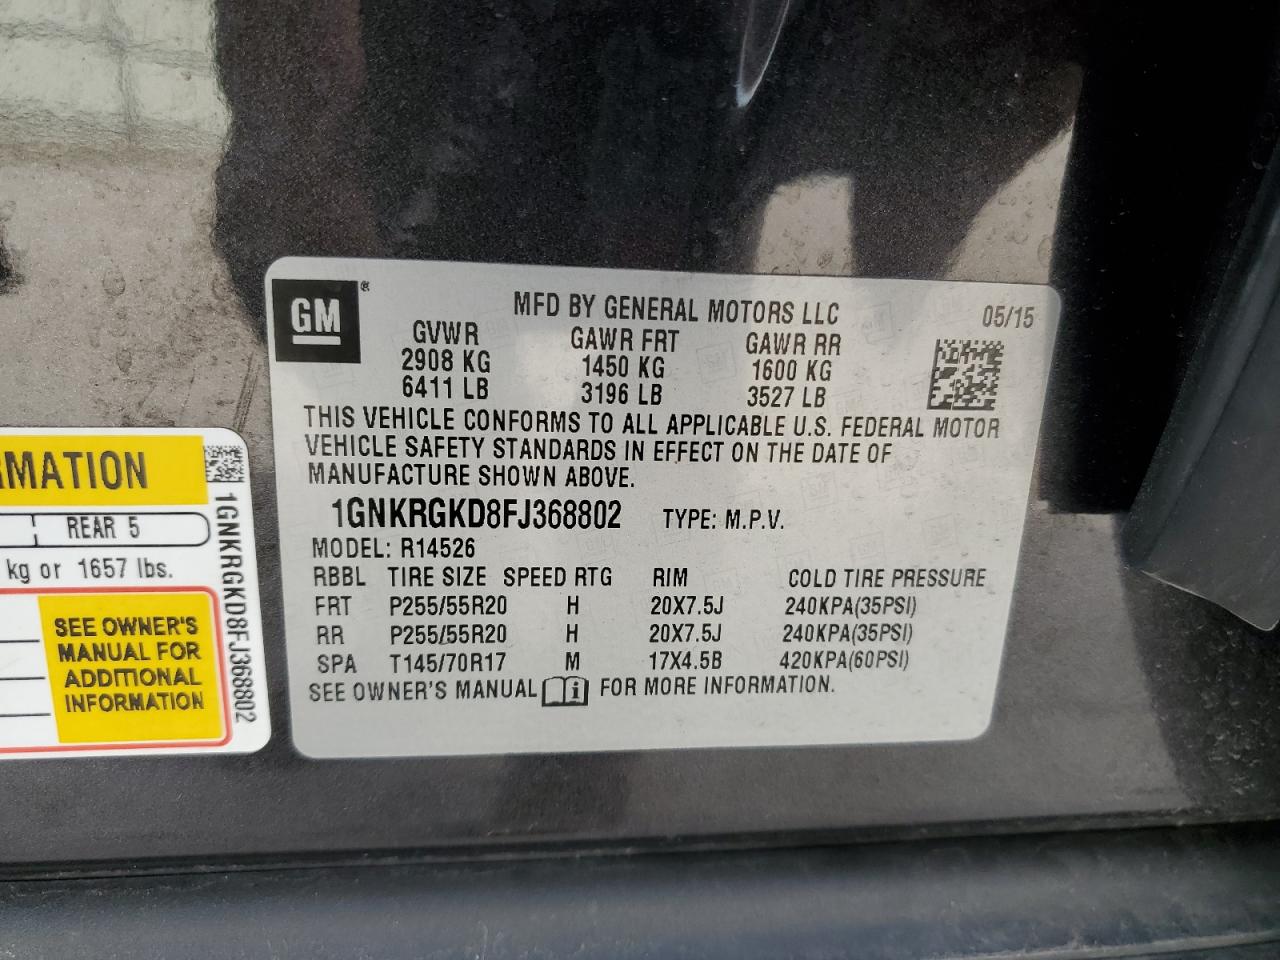 GM ®
MFD BY GENERAL MOTORS LLC 05/15
GVWR GAWR FRT GAWR RR
2908 KG 1450 KG 1600 KG
6411 LB 3196 LB 3527 LB
THIS VEHICLE CONFORMS TO ALL APPLICABLE U.S. FEDERAL MOTOR
VEHICLE SAFETY STANDARDS IN EFFECT ON THE DATE OF
MANUFACTURE SHOWN ABOVE.
1GNKRGKD8FJ368802 TYPE: M.P.V.
MODEL: R14526
RBBL TIRE SIZE SPEED RTG RIM COLD TIRE PRESSURE
FRT P255/55R20 H 20X7.5J 240KPA(35PSI)
RR P255/55R20 H 20X7.5J 240KPA(35PSI)
SPA T145/70R17 M 17X4.5B 420KPA(60PSI)
SEE OWNER'S MANUAL i FOR MORE INFORMATION.
RMATION
REAR 5
kg or 1657 lbs.
SEE OWNER'S
MANUAL FOR
ADDITIONAL
INFORMATION
1GNKRGKD8FJ368802